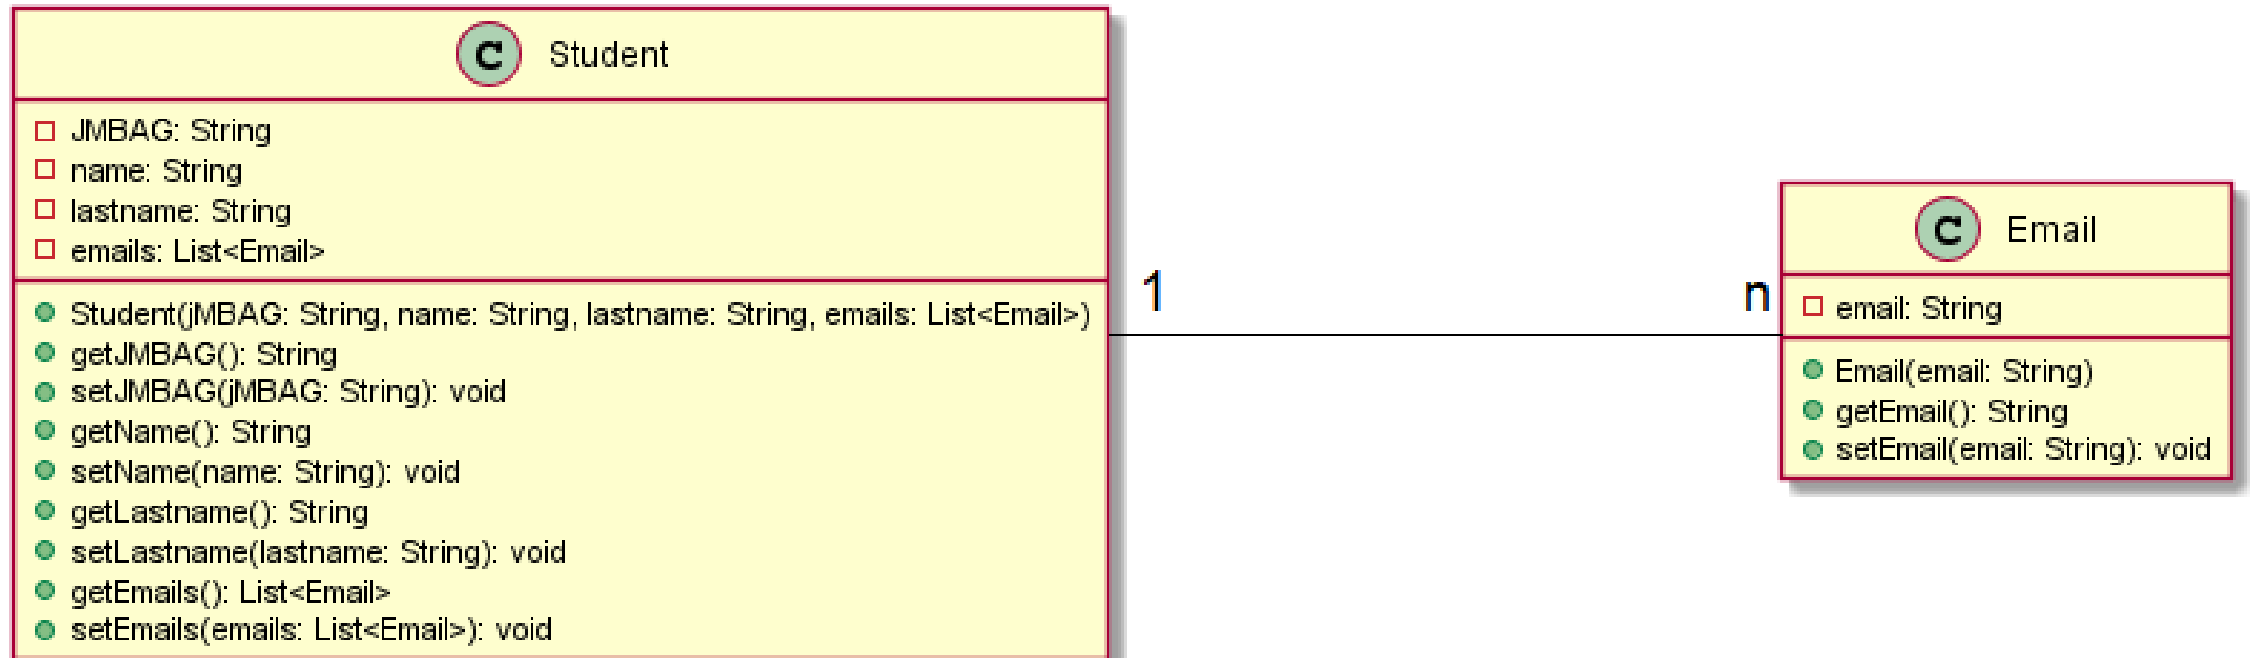 C Student
JMBAG: String
name: String
lastname: String
emails: List<Email>
Student(jMBAG: String, name: String, lastname: String, emails: List<Email>)
getJMBAG(): String
setJMBAG(jMBAG: String): void
getName(): String
setName(name: String): void
getLastname(): String
setLastname(lastname: String): void
getEmails(): List<Email>
setEmails(emails: List<Email>): void
1
n
C Email
email: String
Email(email: String)
getEmail(): String
setEmail(email: String): void